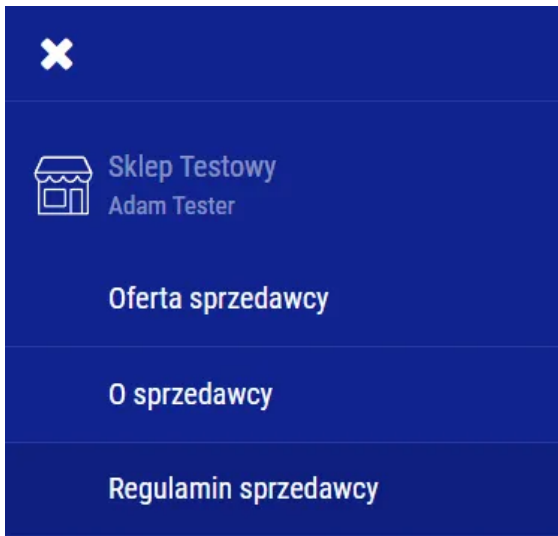 Sklep Testowy
Adam Tester
Oferta sprzedawcy
O sprzedawcy
Regulamin sprzedawcy